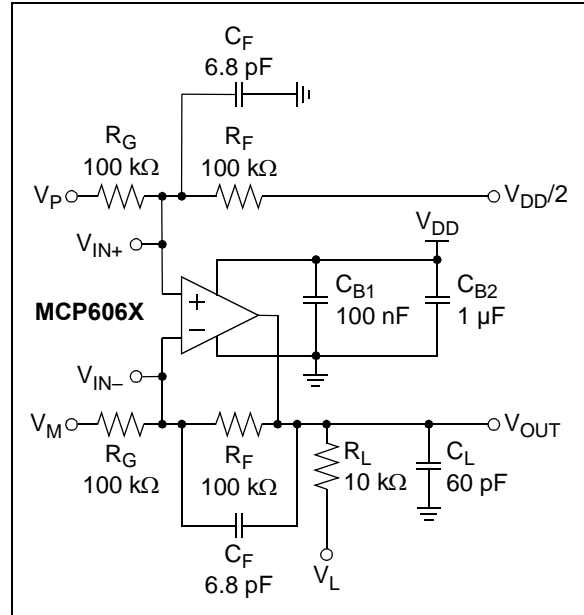 C_F
6.8 pF
R_G
100 kΩ
R_F
100 kΩ
V_P
V_DD/2
V_IN+
V_DD
MCP606X
+
−
C_B1
100 nF
C_B2
1 µF
V_IN–
V_M
V_OUT
R_G
100 kΩ
R_F
100 kΩ
R_L
10 kΩ
C_L
60 pF
C_F
6.8 pF
V_L